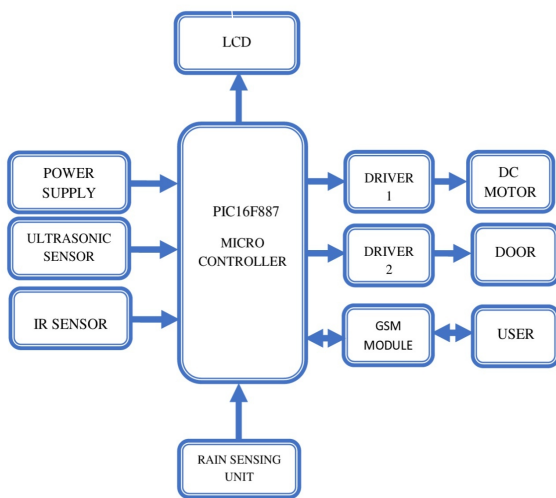 LCD
POWER
SUPPLY
ULTRASONIC
SENSOR
IR SENSOR
PIC16F887
MICRO
CONTROLLER
DRIVER
1
DC
MOTOR
DRIVER
2
DOOR
GSM
MODULE
USER
RAIN SENSING
UNIT